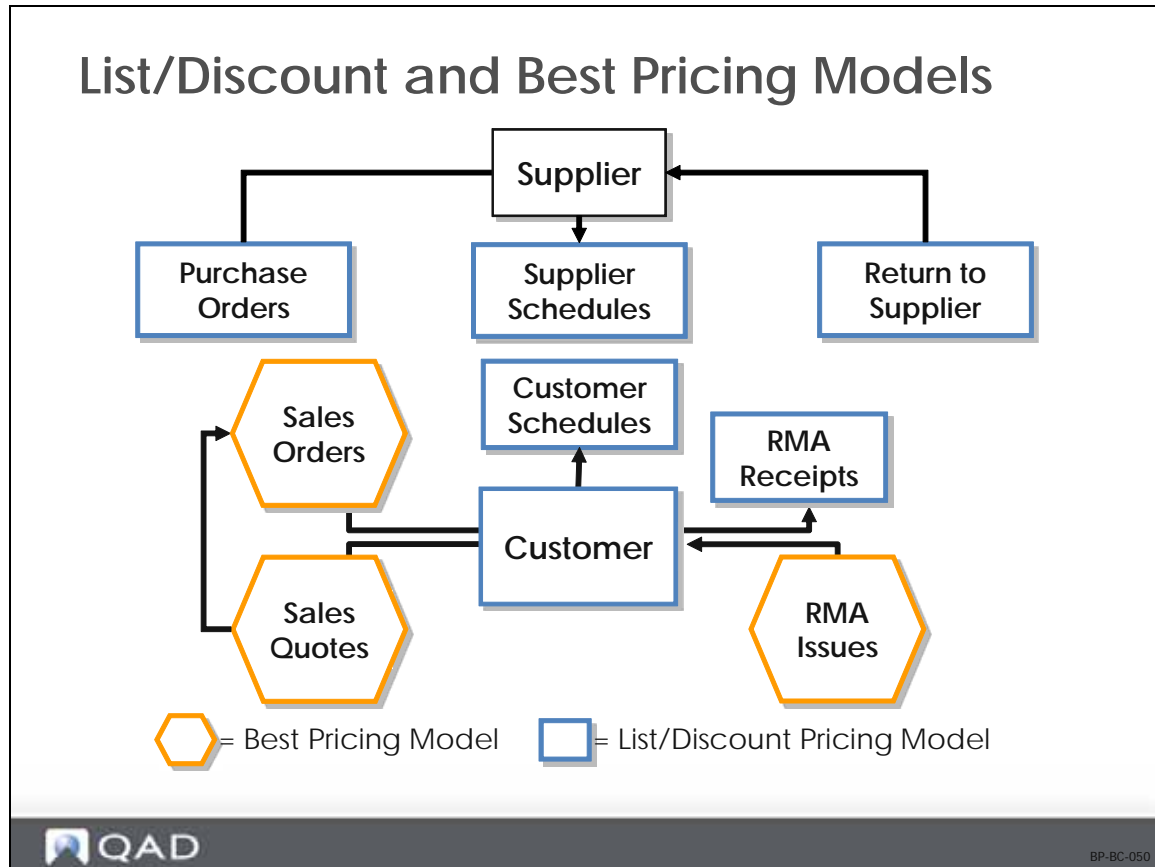 List/Discount and Best Pricing Models
Supplier
Purchase
Orders
Supplier
Schedules
Return to
Supplier
Sales
Orders
Customer
Schedules
RMA
Receipts
Customer
Sales
Quotes
RMA
Issues
= Best Pricing Model
= List/Discount Pricing Model
QAD
BP-BC-050